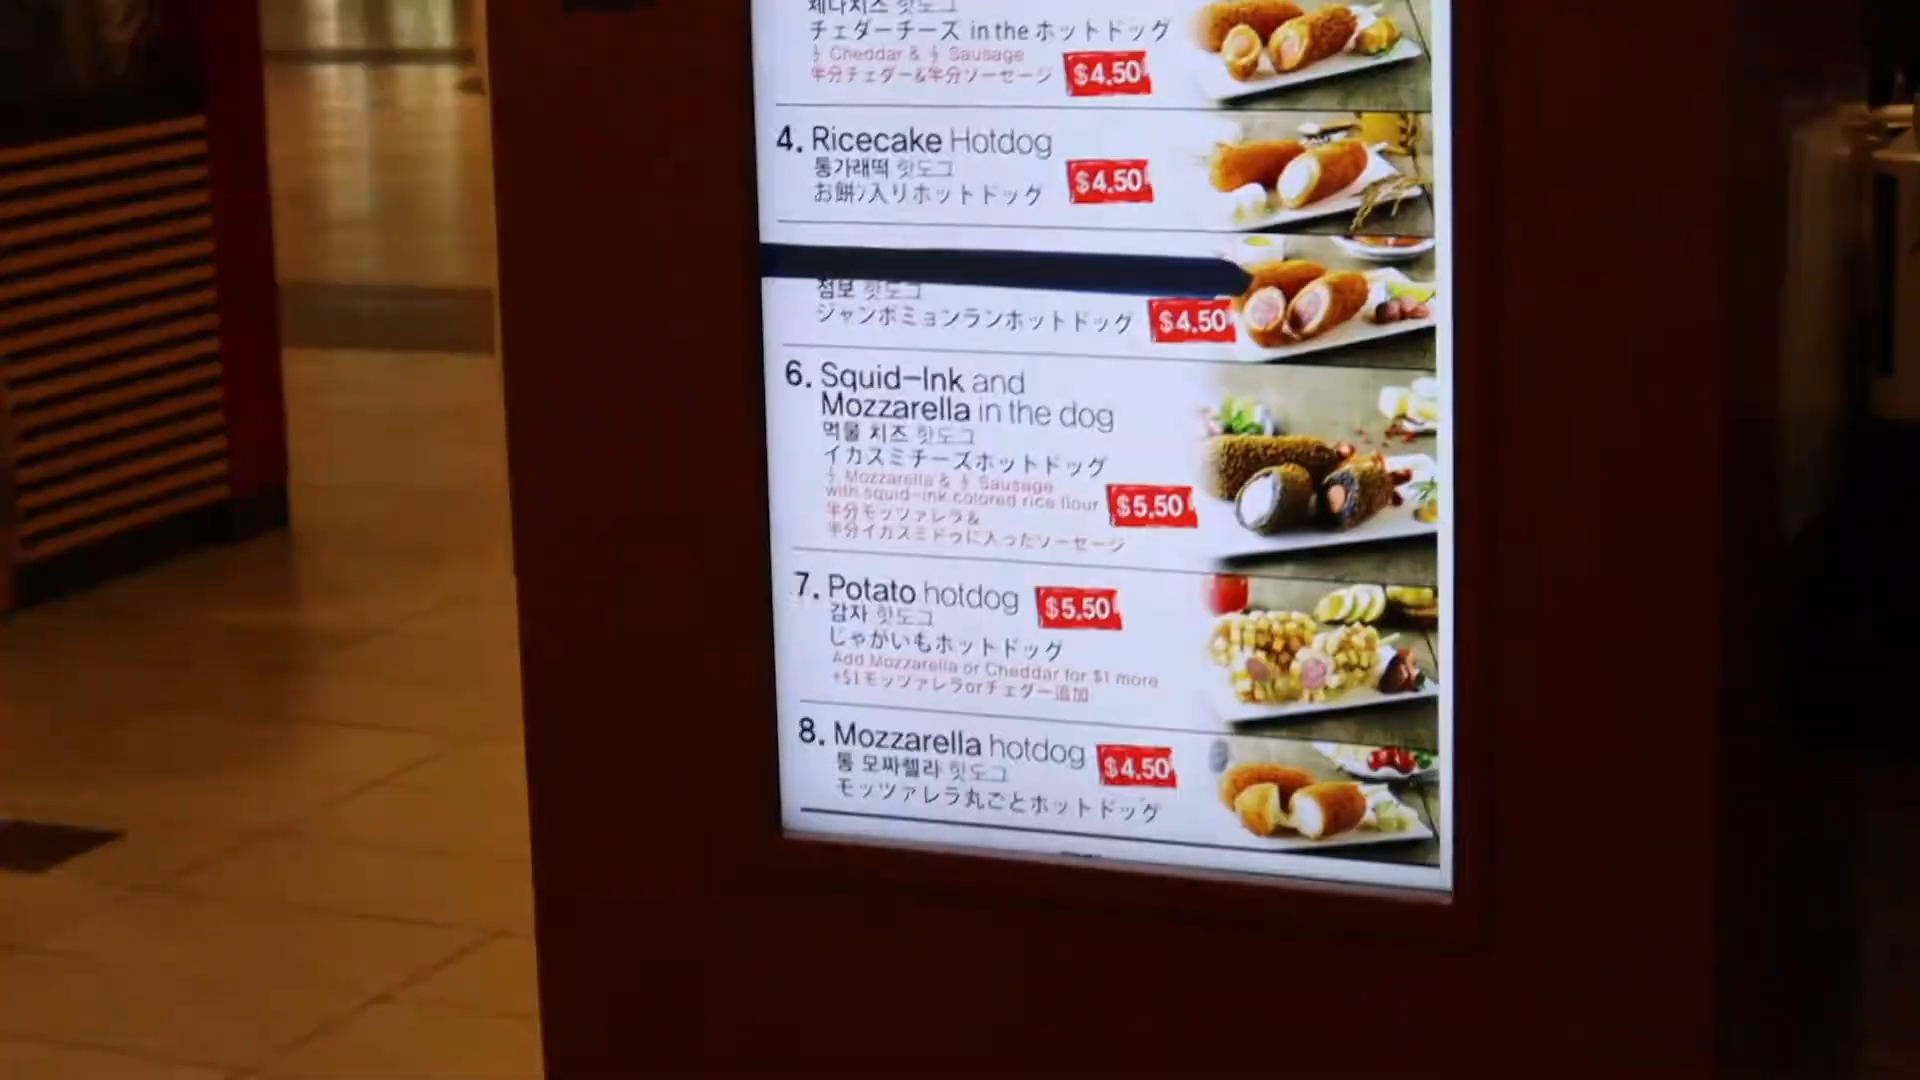 체다치즈 핫도그
チェダーチーズ in the ホットドッグ
½ Cheddar & ½ Sausage
半分チェダー&半分ソーセージ
$4.50
4. Ricecake Hotdog
통가래떡 핫도그
お餅入りホットドッグ
$4.50
점보 핫도그
ジャンボミョンランホットドッグ
$4.50
6. Squid-Ink and
Mozzarella in the dog
먹물 치즈 핫도그
イカスミチーズホットドッグ
½ Mozzarella & ½ Sausage
with squid-ink colored rice flour
$5.50
半分モッツァレラ&
半分イカスミドゥに入ったソーセージ
7. Potato hotdog $5.50
감자 핫도그
じゃがいもホットドッグ
Add Mozzarella or Cheddar for $1 more
+$1モッツァレラorチェダー追加
8. Mozzarella hotdog $4.50
통 모짜렐라 핫도그
モッツァレラ丸ごとホットドッグ